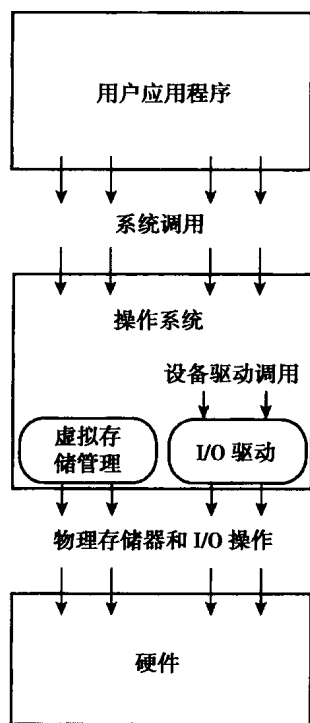 用户应用程序
系统调用
操作系统
设备驱动调用
虚拟存
储管理
I/O 驱动
物理存储器和 I/O 操作
硬件